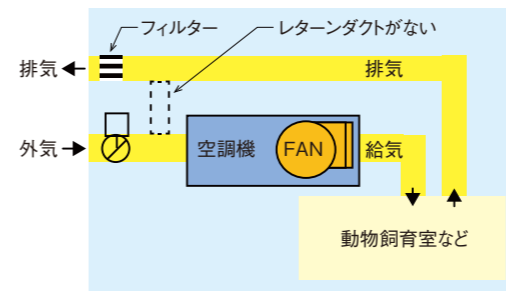 フィルター
レターンダクトがない
排気
排気
外気
空調機
FAN
給気
動物飼育室など